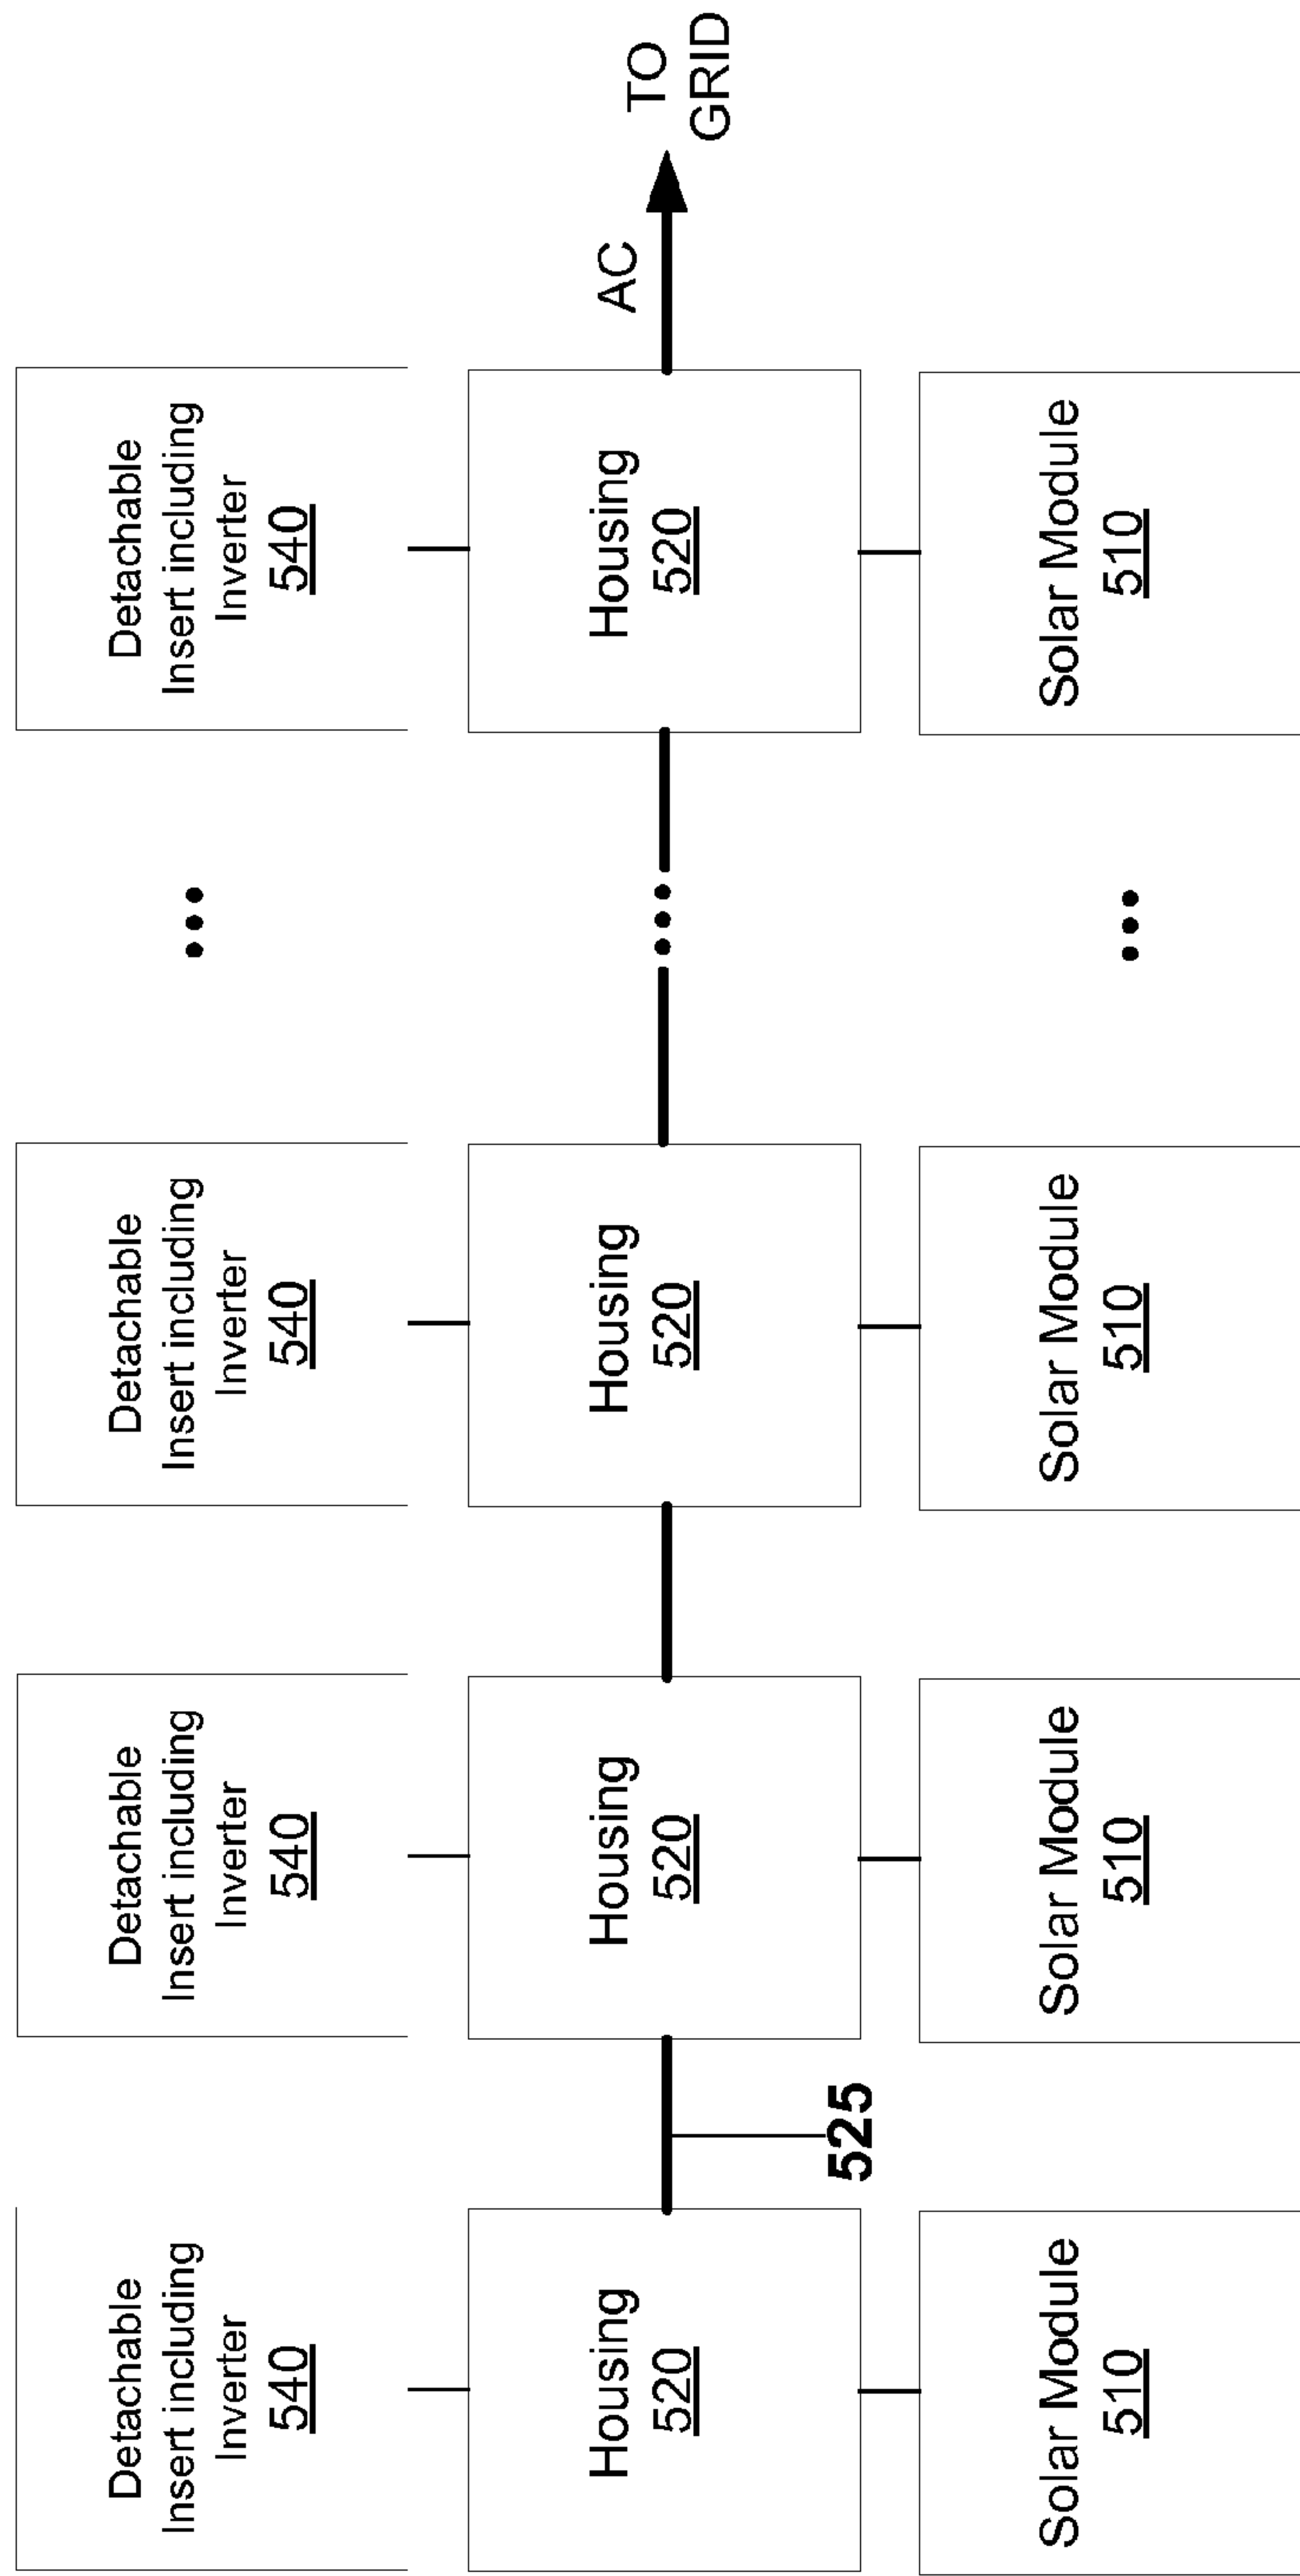 Detachable
Insert including
Inverter
540
Detachable
Insert including
Inverter
540
Detachable
Insert including
Inverter
540
Detachable
Insert including
Inverter
540
Housing
520
Housing
520
Housing
520
Housing
520
AC
TO
GRID
525
Solar Module
510
Solar Module
510
Solar Module
510
Solar Module
510